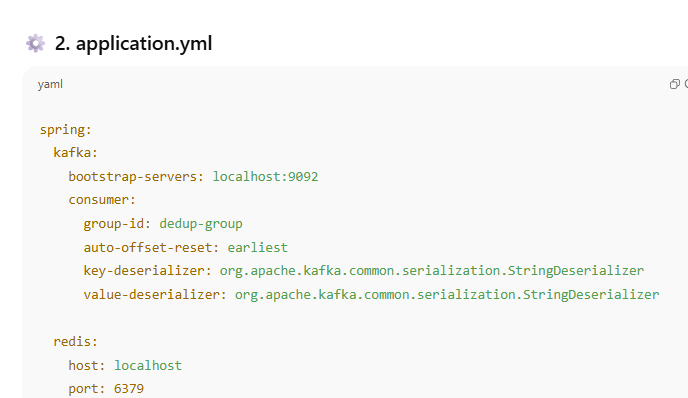 2. application.yml
yaml
spring:
  kafka:
    bootstrap-servers: localhost:9092
    consumer:
      group-id: dedup-group
      auto-offset-reset: earliest
      key-deserializer: org.apache.kafka.common.serialization.StringDeserializer
      value-deserializer: org.apache.kafka.common.serialization.StringDeserializer

  redis:
    host: localhost
    port: 6379